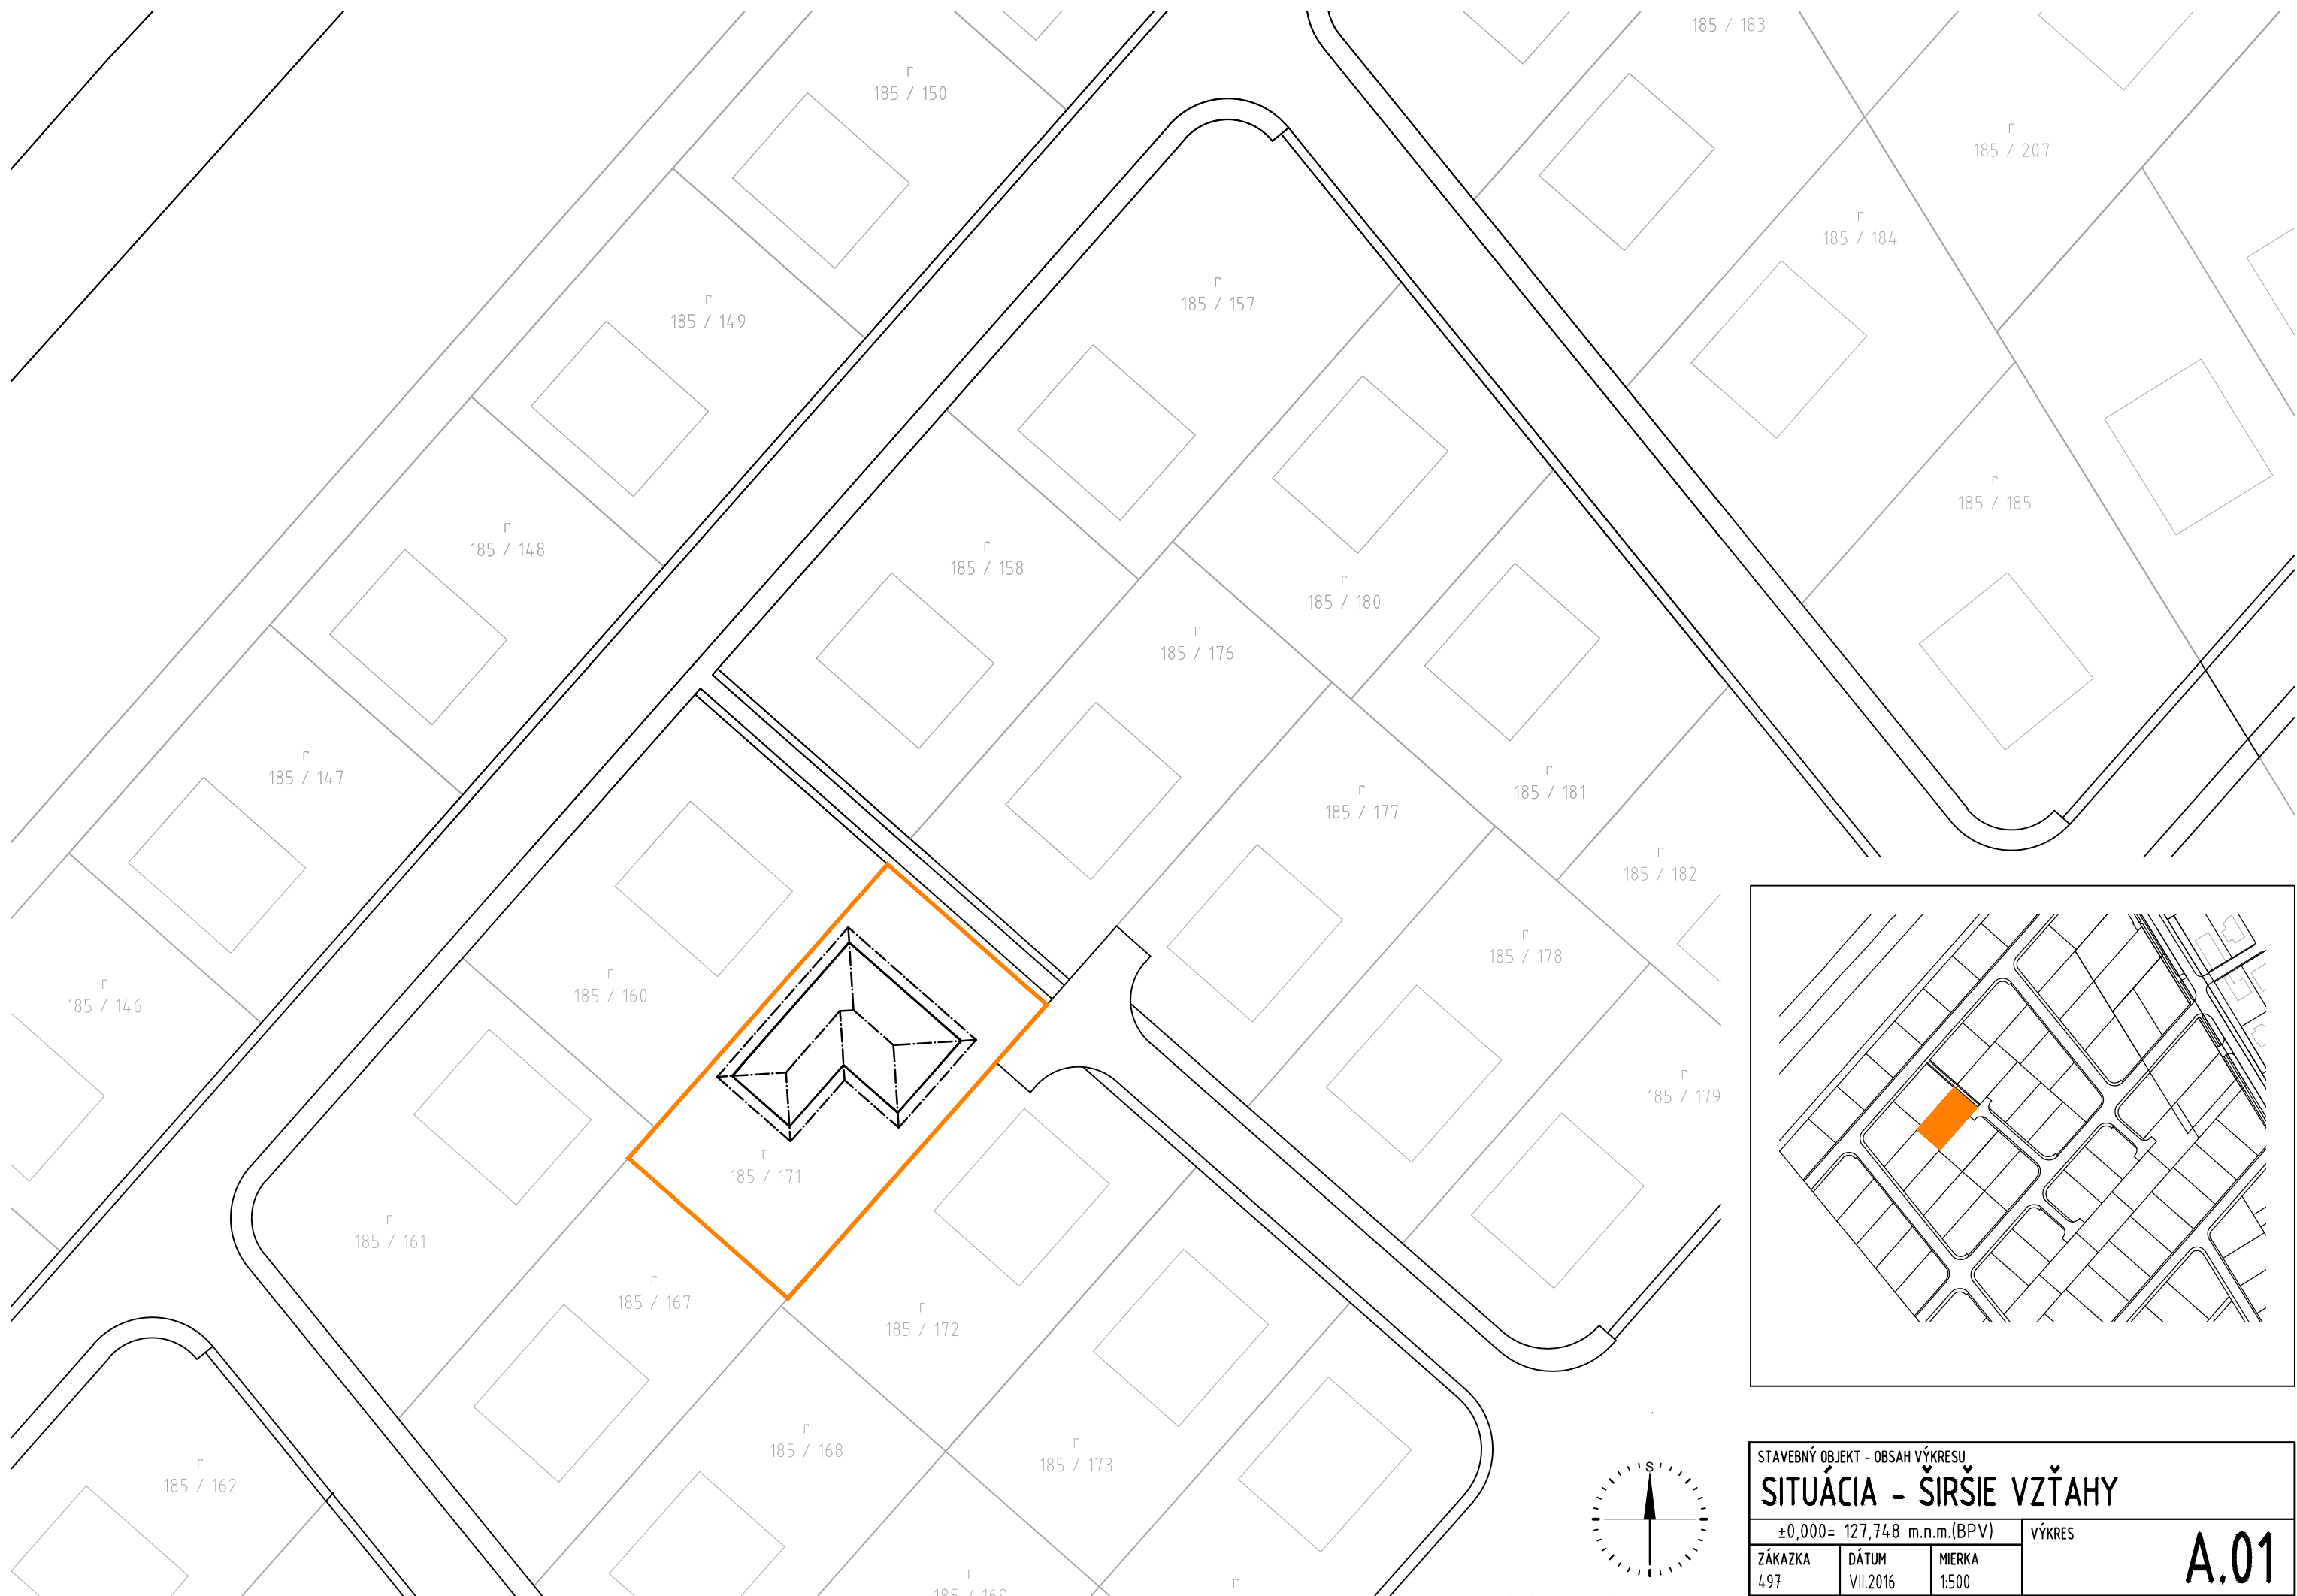 185 / 183
185 / 150
185 / 207
185 / 184
185 / 157
185 / 149
185 / 185
185 / 148
185 / 158
185 / 180
185 / 176
185 / 147
185 / 181
185 / 177
185 / 182
185 / 178
185 / 160
185 / 146
185 / 179
185 / 171
185 / 161
185 / 167
185 / 172
185 / 168
185 / 173
185 / 162
185 / 169
S
STAVEBNÝ OBJEKT - OBSAH VÝKRESU
SITUÁCIA - ŠIRŠIE VZŤAHY
±0,000= 127,748 m.n.m.(BPV)
VÝKRES
A.01
ZÁKAZKA
DÁTUM
MIERKA
497
VII.2016
1:500